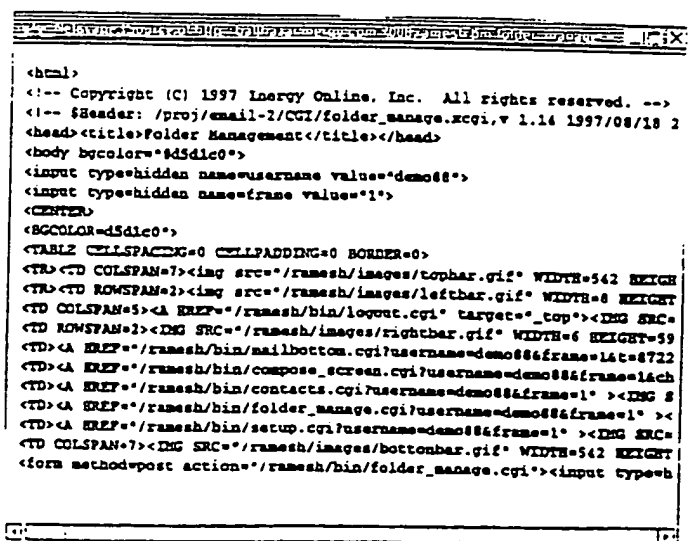 <html>
<!-- Copyright (C) 1997 Inergy Online, Inc. All rights reserved. -->
<!-- $Header: /proj/email-2/CGI/folder_manage.xcgi,v 1.14 1997/08/18 2
<head><title>Folder Management</title></head>
<body bgcolor="#d5d1c0">
<input type=hidden name=username value="demo88">
<input type=hidden name=frame value="1">
<CENTER>
<BGCOLOR=d5d1c0">
<TABLE CELLSPACING=0 CELLPADDING=0 BORDER=0>
<TR><TD COLSPAN=7><img src="/ramesh/images/topbar.gif" WIDTH=542 HEIGH
<TR><TD ROWSPAN=2><img src="/ramesh/images/leftbar.gif" WIDTH=8 HEIGHT
<TD COLSPAN=5><A HREF="/ramesh/bin/logout.cgi" target="_top"><IMG SRC=
<TD ROWSPAN=2><IMG SRC="/ramesh/images/rightbar.gif" WIDTH=6 HEIGHT=59
<TD><A HREF="/ramesh/bin/mailbottom.cgi?username=demo88&frame=1&t=8722
<TD><A HREF="/ramesh/bin/compose_screen.cgi?username=demo88&frame=1&ch
<TD><A HREF="/ramesh/bin/contacts.cgi?username=demo88&frame=1" ><IMG S
<TD><A HREF="/ramesh/bin/folder_manage.cgi?username=demo88&frame=1" ><
<TD><A HREF="/ramesh/bin/setup.cgi?username=demo88&frame=1" ><IMG SRC=
<TD COLSPAN=7><IMG SRC="/ramesh/images/bottonbar.gif" WIDTH=542 HEIGHT
<form method=post action="/ramesh/bin/folder_manage.cgi"><input type=h